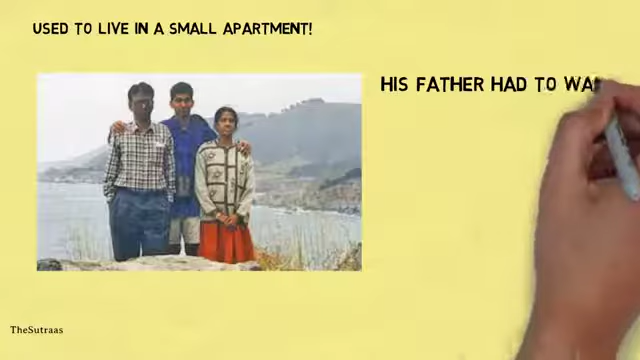 USED TO LIVE IN A SMALL APARTMENT!
HIS FATHER HAD TO
TheSutraas